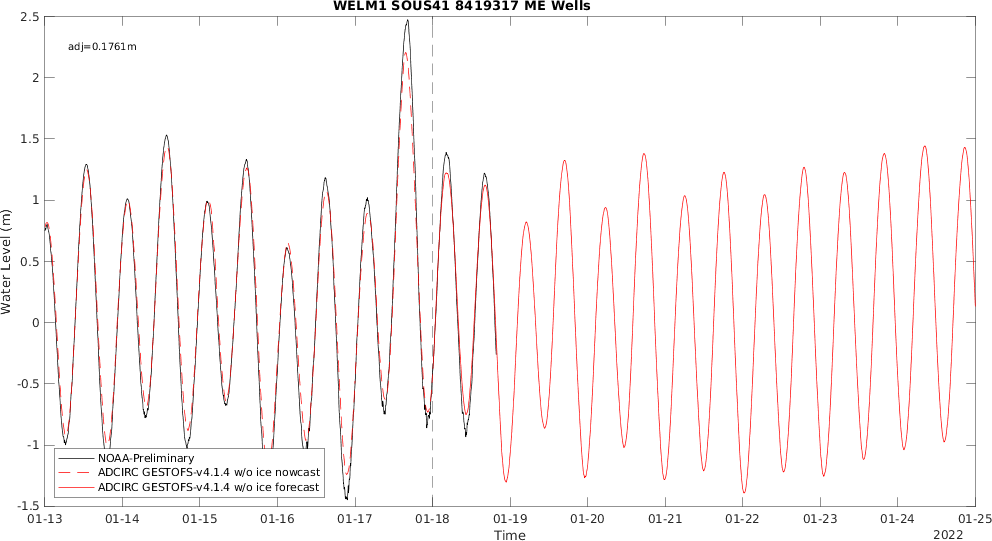 WELM1 SOUS41 8419317 ME Wells
adj=0.1761m
Water Level (m)
2.5
2
1.5
1
0.5
0
-0.5
-1
-1.5
NOAA-Preliminary
ADCIRC GESTOFS-v4.1.4 w/o ice nowcast
ADCIRC GESTOFS-v4.1.4 w/o ice forecast
01-13 01-14 01-15 01-16 01-17 01-18 01-19 01-20 01-21 01-22 01-23 01-24 01-25
Time
2022